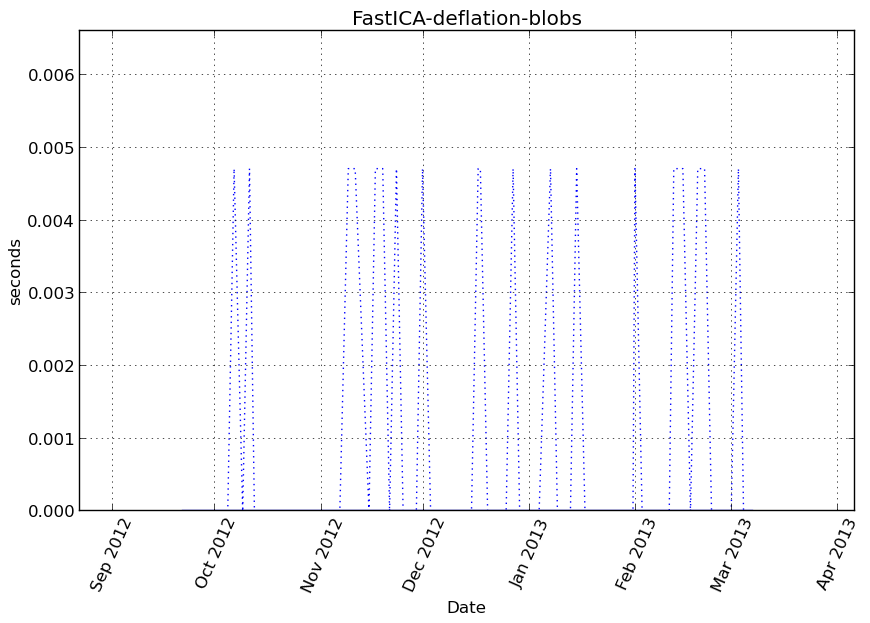 FastICA-deflation-blobs
0.006
0.005
0.004
0.003
0.002
0.001
0.000
seconds
Sep 2012
Oct 2012
Nov 2012
Dec 2012
Jan 2013
Feb 2013
Mar 2013
Apr 2013
Date